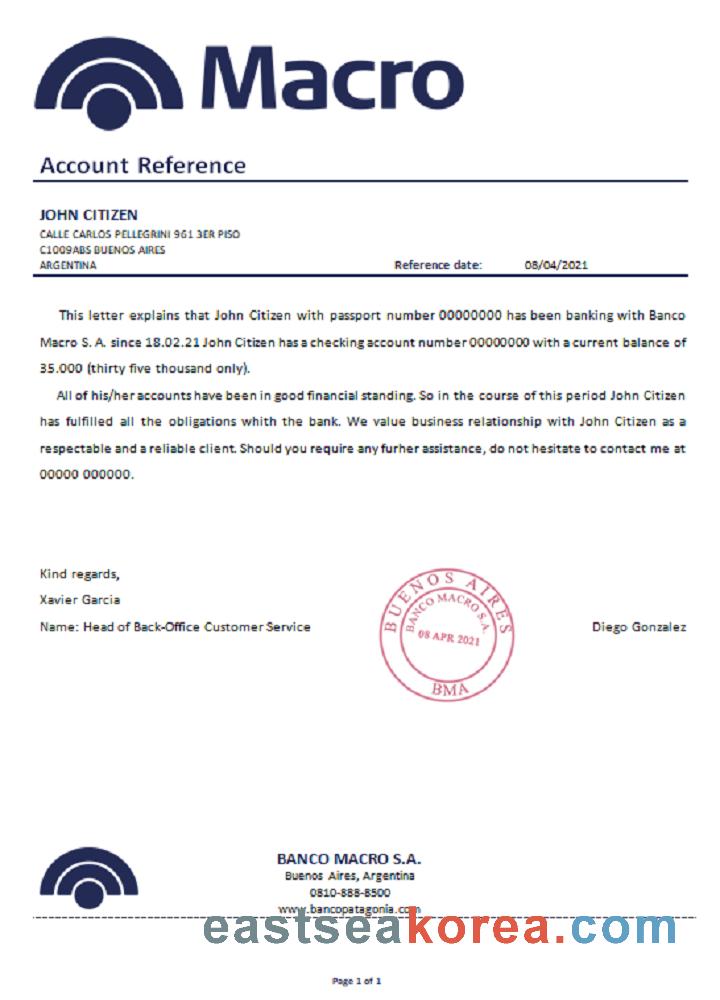 Macro
Account Reference
JOHN CITIZEN
CALLE CARLOS PELLEGRINI 961 3ER PISO
C1009ABS BUENOS AIRES
ARGENTINA
Reference date: 08/04/2021
This letter explains that John Citizen with passport number 00000000 has been banking with Banco
Macro S. A. since 18.02.21 John Citizen has a checking account number 00000000 with a current balance of
35.000 (thirty five thousand only).
All of his/her accounts have been in good financial standing. So in the course of this period John Citizen
has fulfilled all the obligations whith the bank. We value business relationship with John Citizen as a
respectable and a reliable client. Should you require any furher assistance, do not hesitate to contact me at
00000 000000.
Kind regards,
Xavier Garcia
Name: Head of Back-Office Customer Service
BUENOS AIRES
BANCO MACRO S.A.
08 APR 2021
BMA
Diego Gonzalez
BANCO MACRO S.A.
Buenos Aires, Argentina
0810-888-8500
www.bancopatagonia.com
eastseakorea.com
Page 1 of 1